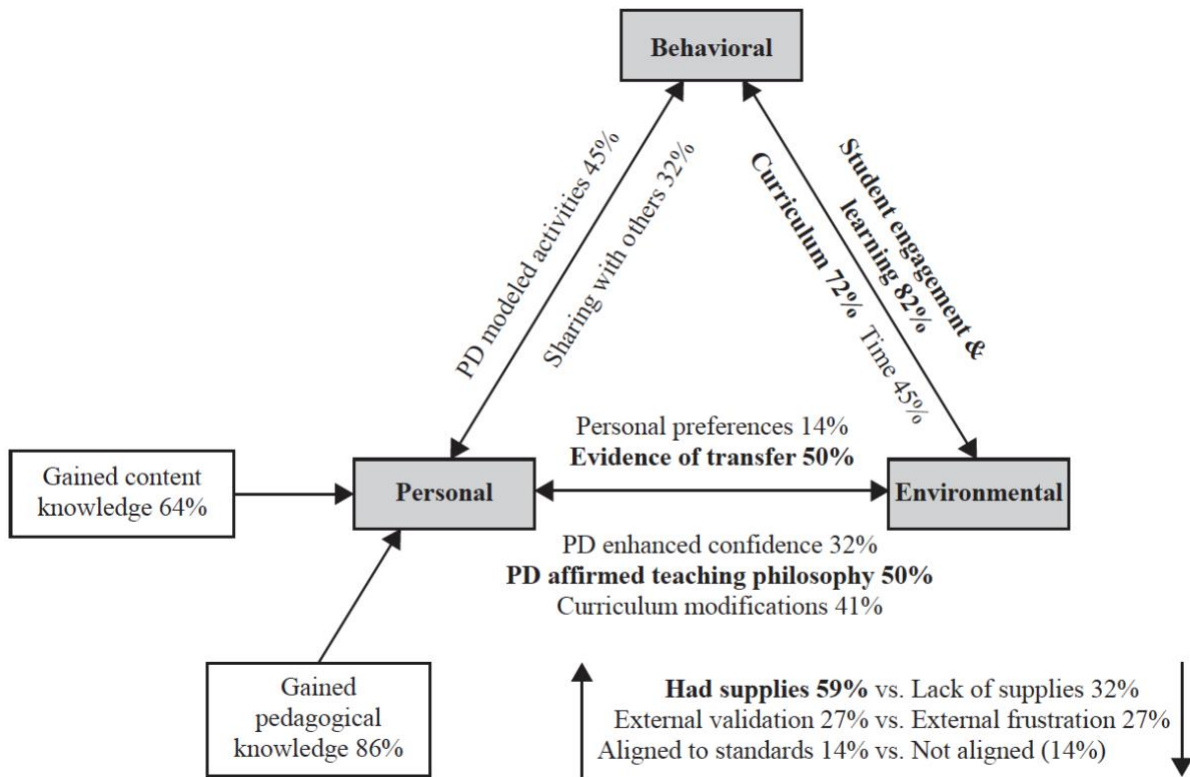 Behavioral
PD modeled activities 45%
Sharing with others 32%
Curriculum 72% Time 45%
Student engagement &
learning 82%
Personal preferences 14%
Evidence of transfer 50%
Gained content
knowledge 64%
Personal
Environmental
PD enhanced confidence 32%
PD affirmed teaching philosophy 50%
Curriculum modifications 41%
Gained
pedagogical
knowledge 86%
Had supplies 59% vs. Lack of supplies 32%
External validation 27% vs. External frustration 27%
Aligned to standards 14% vs. Not aligned (14%)